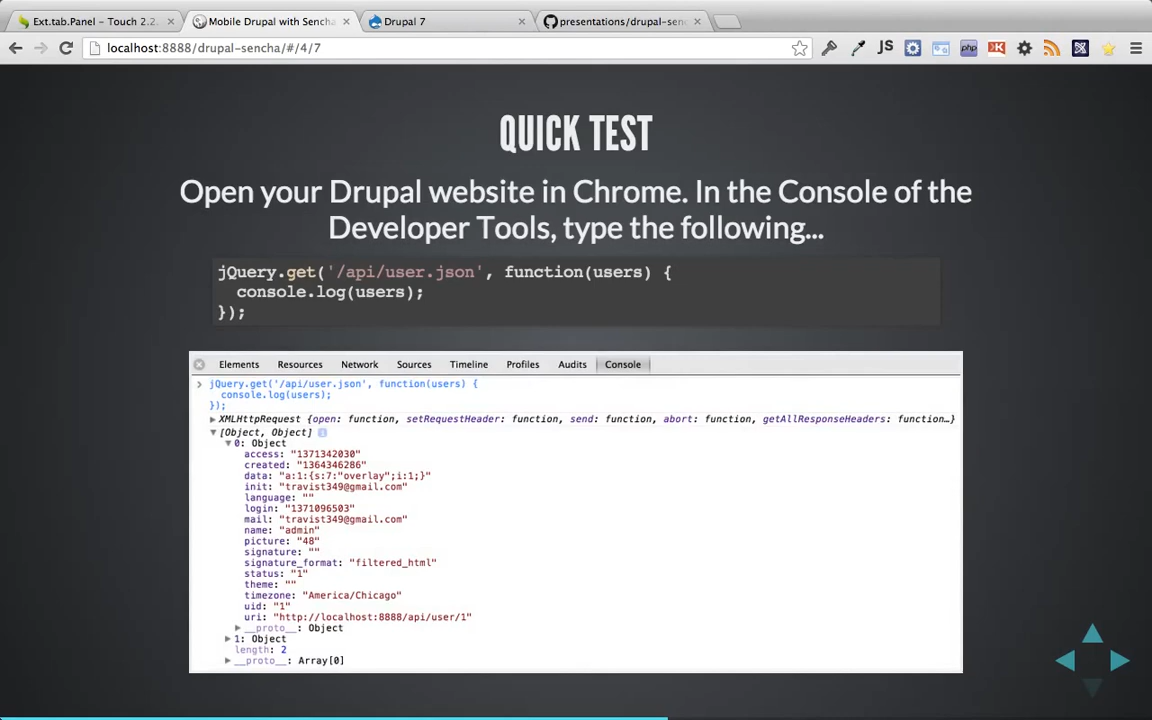 Ext.tab.Panel - Touch 2.2.
Mobile Drupal with Sencha
Drupal 7
presentations/drupal-senc
localhost:8888/drupal-sencha/#/4/7
JS
php
QUICK TEST
Open your Drupal website in Chrome. In the Console of the
Developer Tools, type the following...
jQuery.get('/api/user.json', function(users) {
console.log(users);
});
Elements Resources Network Sources Timeline Profiles Audits Console
jQuery.get('/api/user.json', function(users) {
console.log(users);
});
XMLHttpRequest {open: function, setRequestHeader: function, send: function, abort: function, getAllResponseHeaders: function…}
[Object, Object]
0: Object
access: "1371342030"
created: "1364346286"
data: "a:1:{s:7:"overlay";i:1;}"
init: "travist349@gmail.com"
language: ""
login: "1371096503"
mail: "travist349@gmail.com"
name: "admin"
picture: "48"
signature: ""
signature_format: "filtered_html"
status: "1"
theme: ""
timezone: "America/Chicago"
uid: "1"
uri: "http://localhost:8888/api/user/1"
__proto__: Object
1: Object
length: 2
__proto__: Array[0]